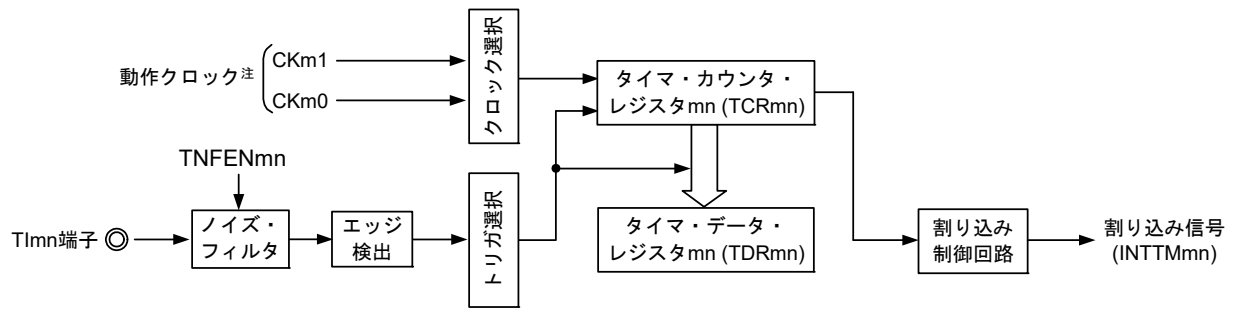 動作クロック注
CKm1
CKm0
クロック選択
タイマ・カウンタ・
レジスタmn (TCRmn)
TNFENmn
TImn端子
ノイズ・
フィルタ
エッジ
検出
トリガ選択
タイマ・データ・
レジスタmn (TDRmn)
割り込み
制御回路
割り込み信号
(INTTMmn)